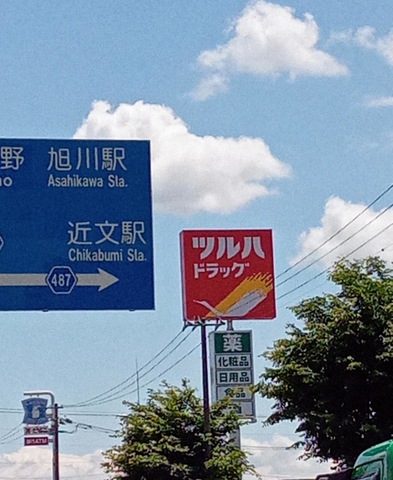 野 旭川駅
no Asahikawa Sta.
近文駅
Chikabumi Sta.
487
ツルハ
ドラッグ
薬
化粧品
日用品
食品